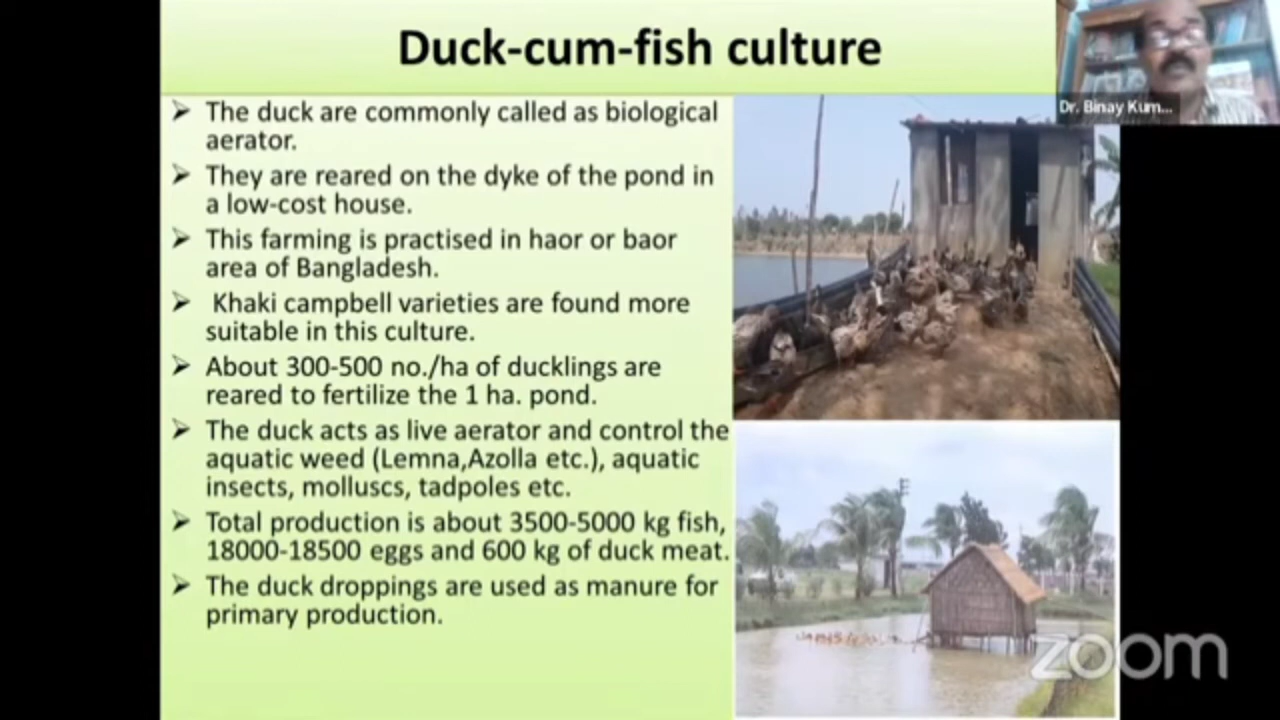 Duck-cum-fish culture
Dr. Binay Kum...
➢ The duck are commonly called as biological
aerator.
➢ They are reared on the dyke of the pond in
a low-cost house.
➢ This farming is practised in haor or baor
area of Bangladesh.
➢ Khaki campbell varieties are found more
suitable in this culture.
➢ About 300-500 no./ha of ducklings are
reared to fertilize the 1 ha. pond.
➢ The duck acts as live aerator and control the
aquatic weed (Lemna,Azolla etc.), aquatic
insects, molluscs, tadpoles etc.
➢ Total production is about 3500-5000 kg fish,
18000-18500 eggs and 600 kg of duck meat.
➢ The duck droppings are used as manure for
primary production.
zoom